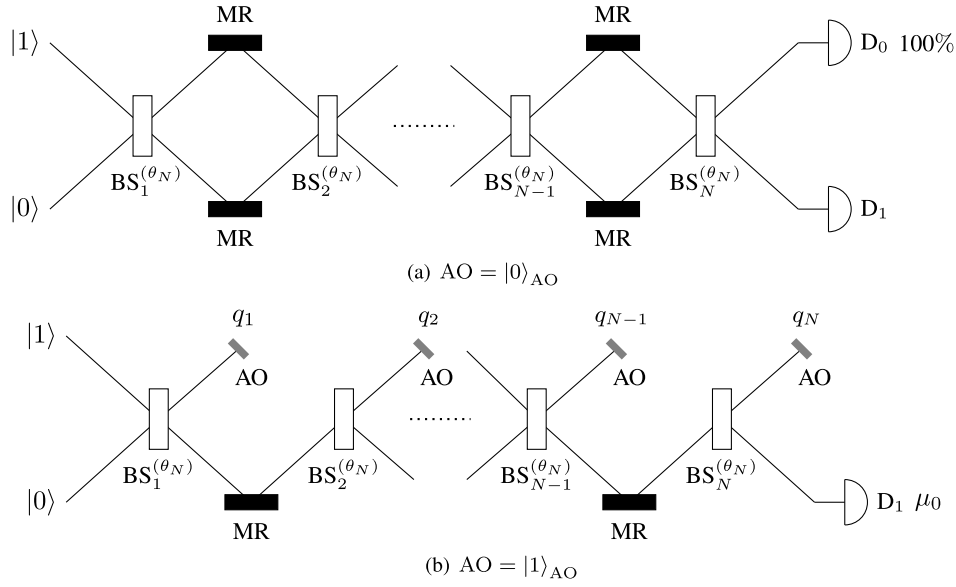 MR MR
|1⟩ D₀ 100%
BS₁^(θ_N) BS₂^(θ_N) ........ BS_{N−1}^(θ_N) BS_N^(θ_N)
|0⟩ D₁
MR MR
(a) AO = |0⟩_AO
q₁ q₂ q_{N−1} q_N
|1⟩
AO AO AO AO
BS₁^(θ_N) BS₂^(θ_N) ........ BS_{N−1}^(θ_N) BS_N^(θ_N)
|0⟩ D₁ μ₀
MR MR
(b) AO = |1⟩_AO